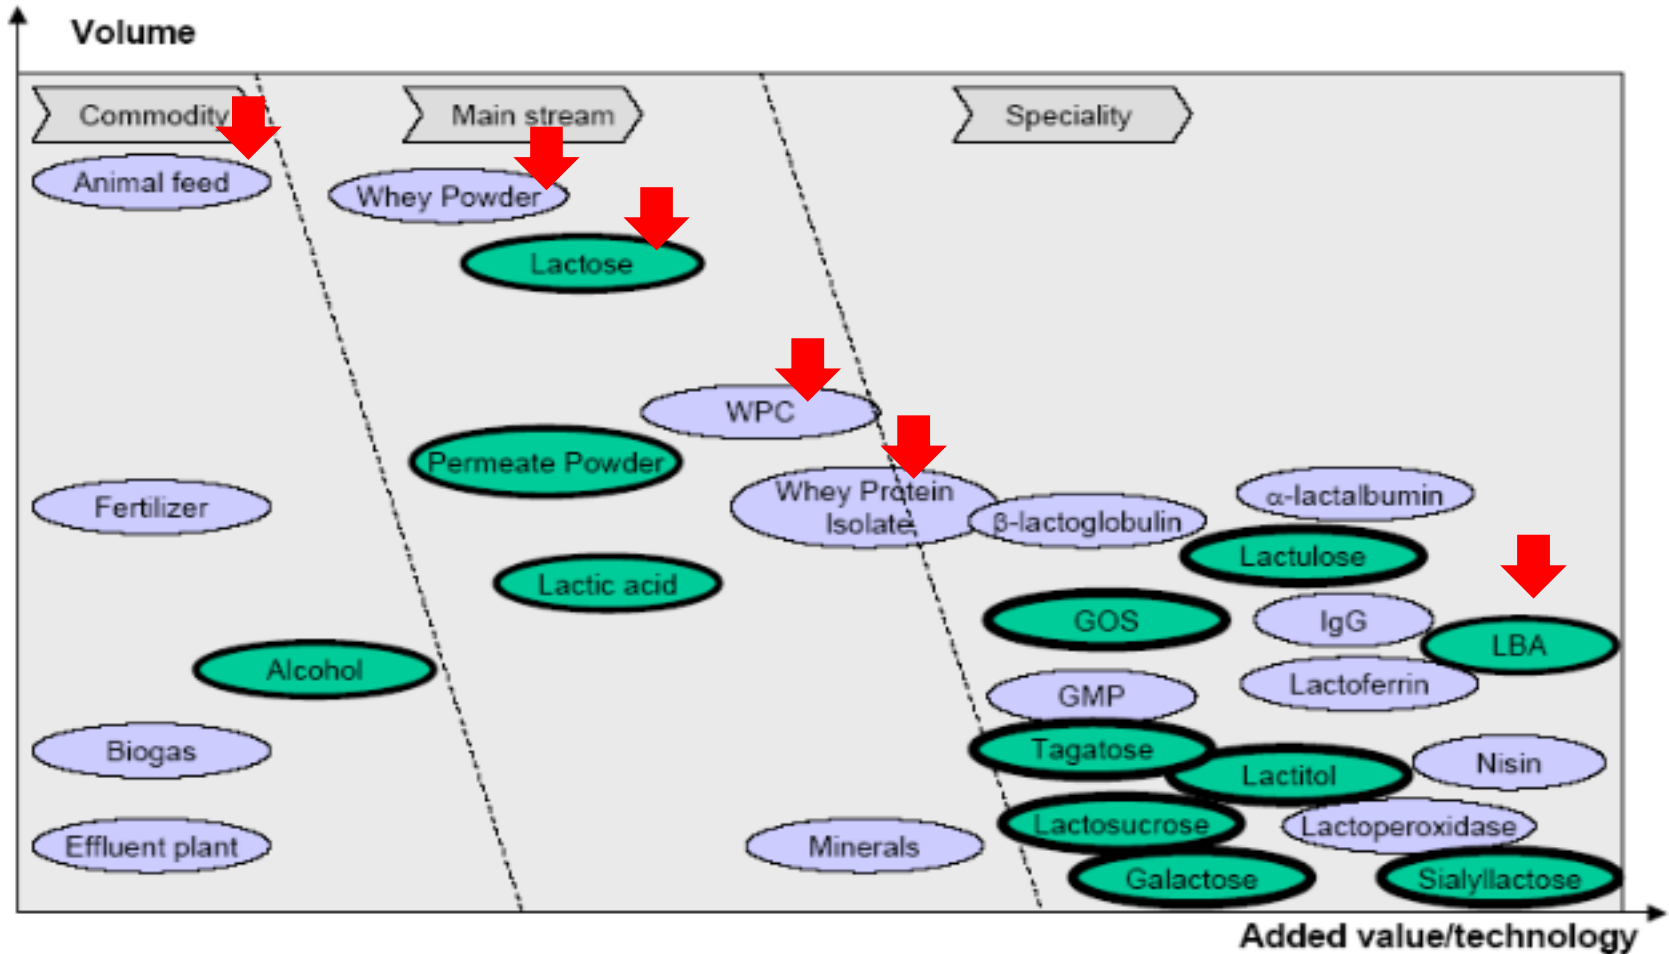 Volume
Commodity
Main stream
Speciality
Animal feed
Whey Powder
Lactose
WPC
Permeate Powder
Whey Protein
Isolate
α-lactalbumin
Fertilizer
β-lactoglobulin
Lactulose
Lactic acid
GOS
IgG
LBA
Alcohol
Lactoferrin
GMP
Tagatose
Biogas
Lactitol
Nisin
Lactosucrose
Lactoperoxidase
Effluent plant
Minerals
Galactose
Sialyllactose
Added value/technology